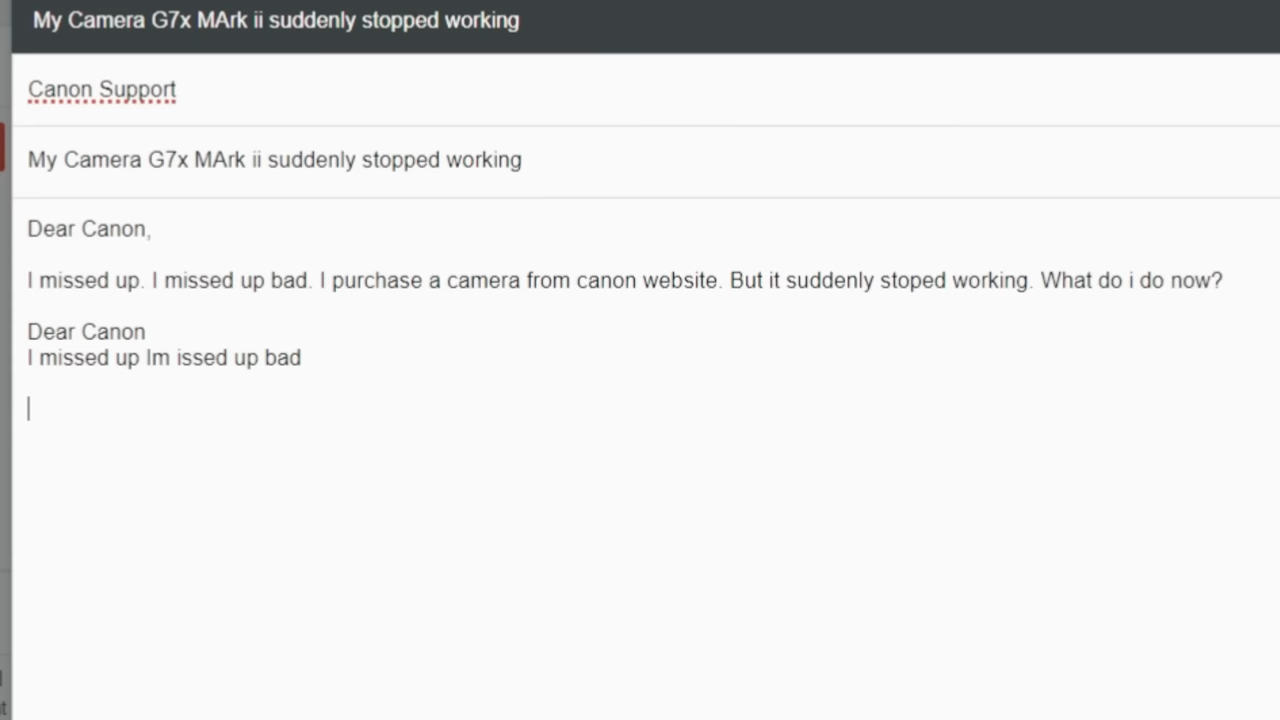 My Camera G7x MArk ii suddenly stopped working
Canon Support
My Camera G7x MArk ii suddenly stopped working
Dear Canon,
I missed up. I missed up bad. I purchase a camera from canon website. But it suddenly stoped working. What do i do now?
Dear Canon
I missed up Im issed up bad